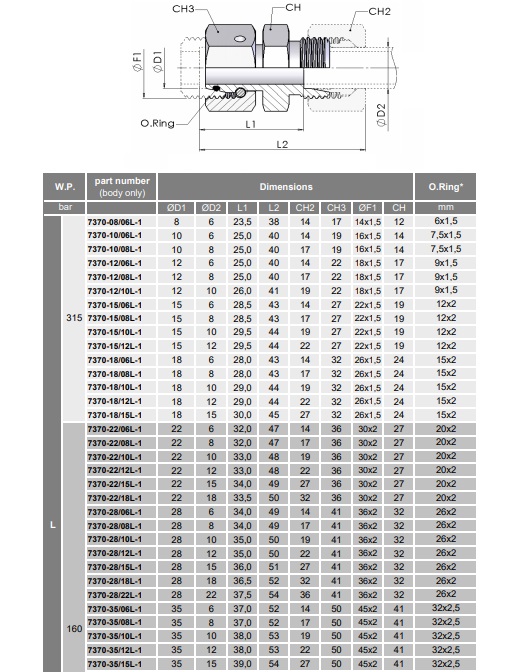 CH3
CH
CH2
ØF1
ØD1
ØD2
O.Ring
L1
L2
W.P. part number (body only) Dimensions O.Ring*
bar ØD1 ØD2 L1 L2 CH2 CH3 ØF1 CH mm
L
315
7370-08/06L-1 8 6 23,5 38 14 17 14x1,5 12 6x1,5
7370-10/06L-1 10 6 25,0 40 14 19 16x1,5 14 7,5x1,5
7370-10/08L-1 10 8 25,0 40 17 19 16x1,5 14 7,5x1,5
7370-12/06L-1 12 6 25,0 40 14 22 18x1,5 17 9x1,5
7370-12/08L-1 12 8 25,0 40 17 22 18x1,5 17 9x1,5
7370-12/10L-1 12 10 26,0 41 19 22 18x1,5 17 9x1,5
7370-15/06L-1 15 6 28,5 43 14 27 22x1,5 19 12x2
7370-15/08L-1 15 8 28,5 43 17 27 22x1,5 19 12x2
7370-15/10L-1 15 10 29,5 44 19 27 22x1,5 19 12x2
7370-15/12L-1 15 12 29,5 44 22 27 22x1,5 19 12x2
7370-18/06L-1 18 6 28,0 43 14 32 26x1,5 24 15x2
7370-18/08L-1 18 8 28,0 43 17 32 26x1,5 24 15x2
7370-18/10L-1 18 10 29,0 44 19 32 26x1,5 24 15x2
7370-18/12L-1 18 12 29,0 44 22 32 26x1,5 24 15x2
7370-18/15L-1 18 15 30,0 45 27 32 26x1,5 24 15x2
160
7370-22/06L-1 22 6 32,0 47 14 36 30x2 27 20x2
7370-22/08L-1 22 8 32,0 47 17 36 30x2 27 20x2
7370-22/10L-1 22 10 33,0 48 19 36 30x2 27 20x2
7370-22/12L-1 22 12 33,0 48 22 36 30x2 27 20x2
7370-22/15L-1 22 15 34,0 49 27 36 30x2 27 20x2
7370-22/18L-1 22 18 33,5 50 32 36 30x2 27 20x2
7370-28/06L-1 28 6 34,0 49 14 41 36x2 32 26x2
7370-28/08L-1 28 8 34,0 49 17 41 36x2 32 26x2
7370-28/10L-1 28 10 35,0 50 19 41 36x2 32 26x2
7370-28/12L-1 28 12 35,0 50 22 41 36x2 32 26x2
7370-28/15L-1 28 15 36,0 51 27 41 36x2 32 26x2
7370-28/18L-1 28 18 36,5 52 32 41 36x2 32 26x2
7370-28/22L-1 28 22 37,5 54 36 41 36x2 32 26x2
7370-35/06L-1 35 6 37,0 52 14 50 45x2 41 32x2,5
7370-35/08L-1 35 8 37,0 52 17 50 45x2 41 32x2,5
7370-35/10L-1 35 10 38,0 53 19 50 45x2 41 32x2,5
7370-35/12L-1 35 12 38,0 53 22 50 45x2 41 32x2,5
7370-35/15L-1 35 15 39,0 54 27 50 45x2 41 32x2,5